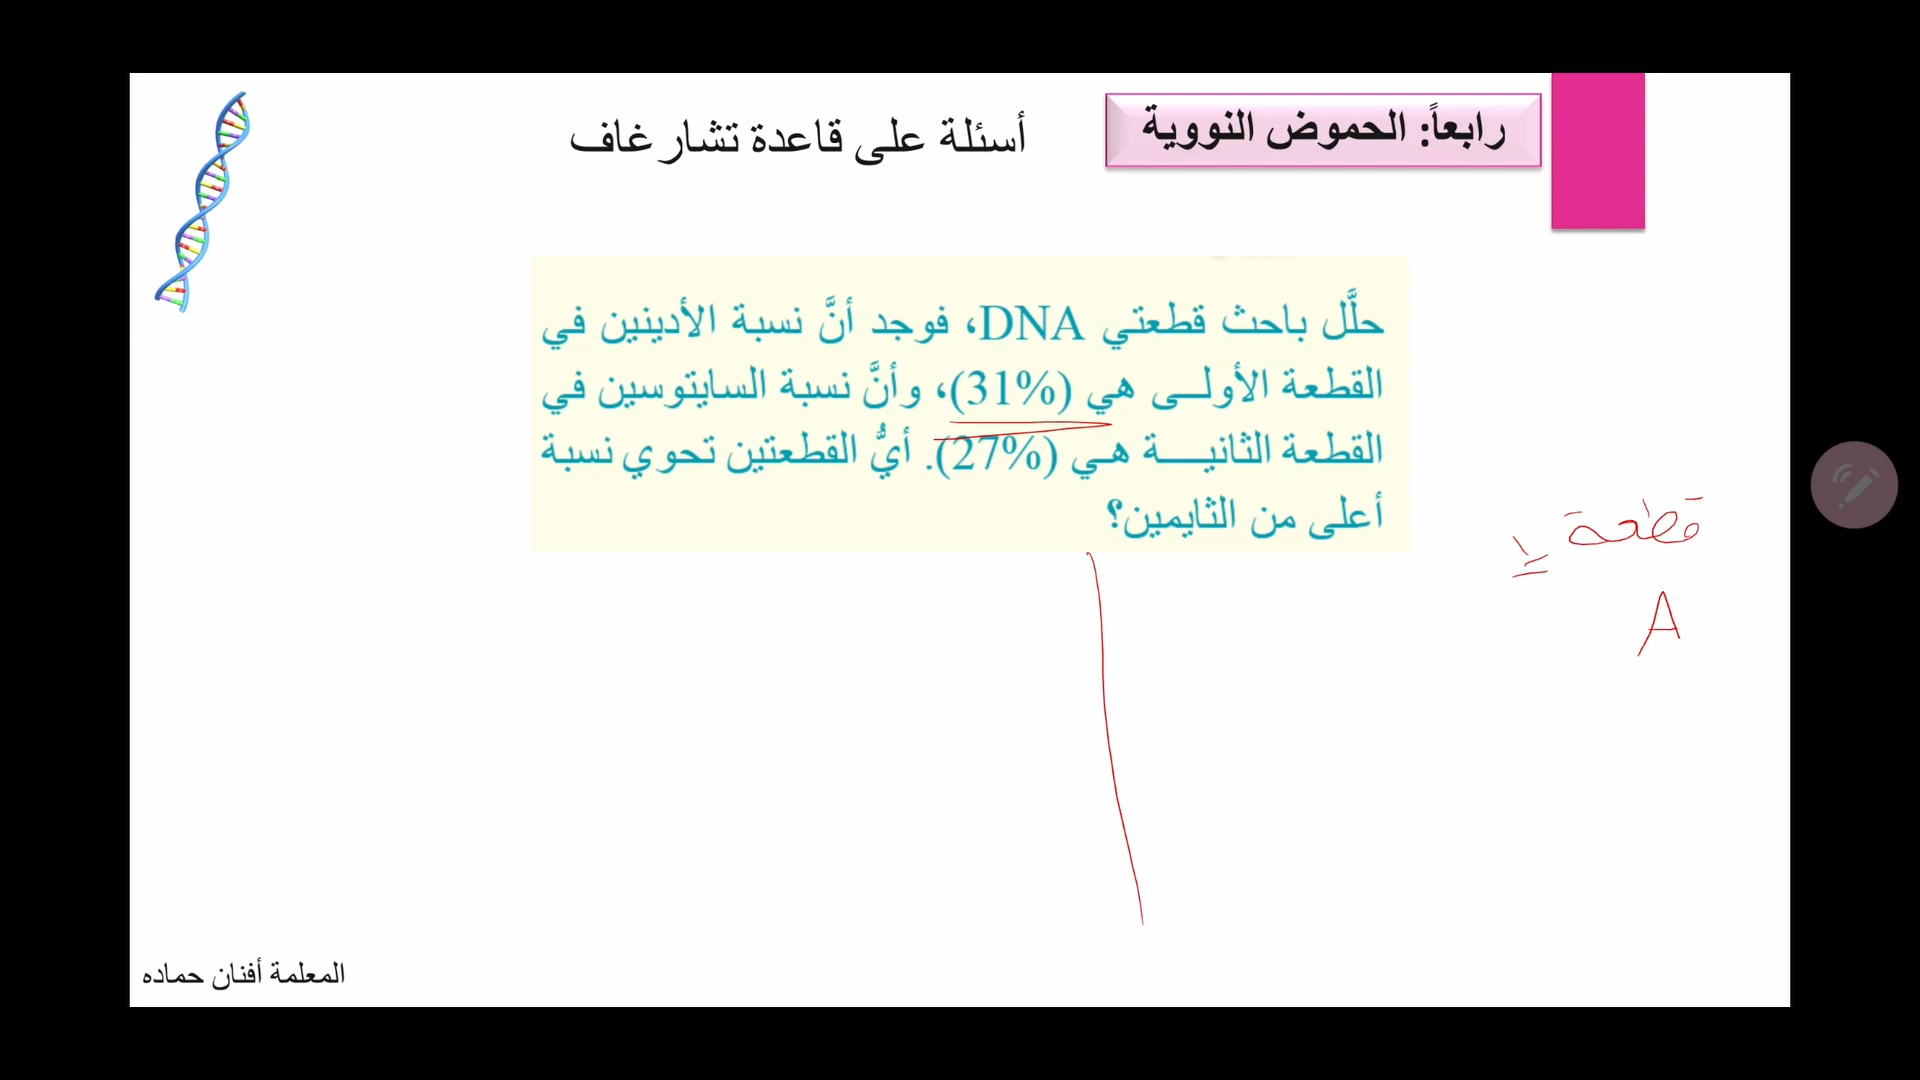 رابعاً: الحموض النووية
أسئلة على قاعدة تشارغاف
حلَّل باحث قطعتي DNA، فوجد أنَّ نسبة الأدينين في
القطعة الأولى هي (31%)، وأنَّ نسبة السايتوسين في
القطعة الثانية هي (27%). أيُّ القطعتين تحوي نسبة
أعلى من الثايمين؟
قطعة
A
المعلمة أفنان حماده